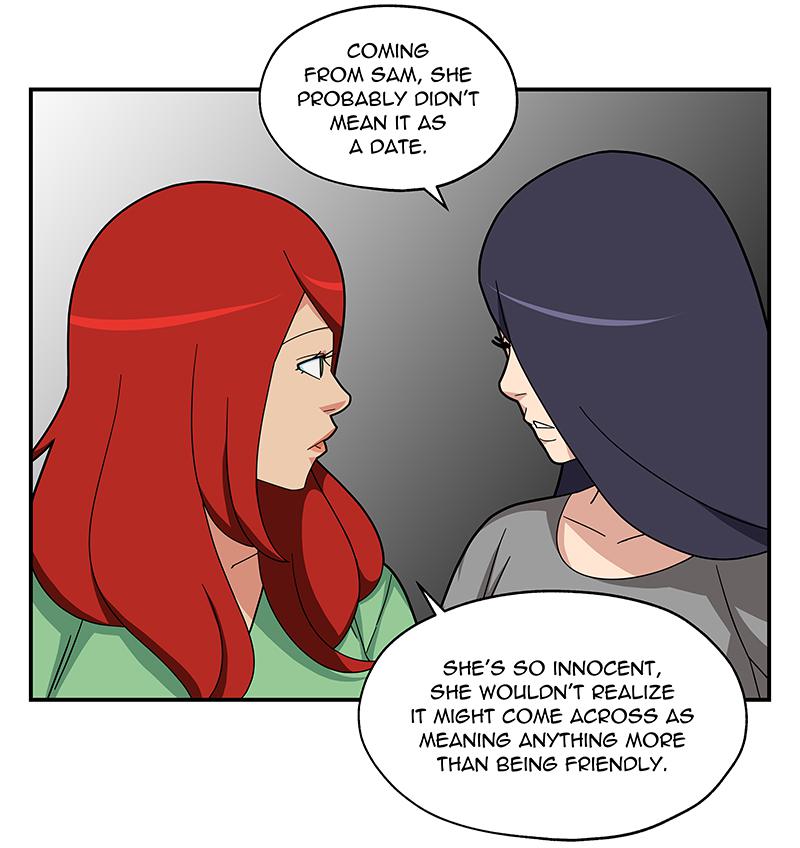 COMING
FROM SAM, SHE
PROBABLY DIDN'T
MEAN IT AS
A DATE.
SHE'S SO INNOCENT,
SHE WOULDN'T REALIZE
IT MIGHT COME ACROSS AS
MEANING ANYTHING MORE
THAN BEING FRIENDLY.